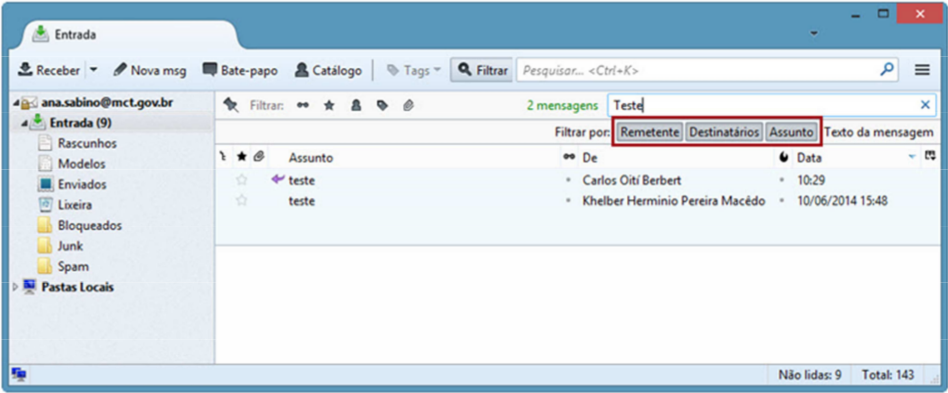 Entrada
Receber Nova msg Bate-papo Catálogo Tags Filtrar Pesquisar... <Ctrl+K>
ana.sabino@mct.gov.br
Entrada (9)
Rascunhos
Modelos
Enviados
Lixeira
Bloqueados
Junk
Spam
Pastas Locais
Filtrar: 2 mensagens Teste
Filtrar por: Remetente Destinatários Assunto Texto da mensagem
Assunto De Data
teste Carlos Oití Berbert 10:29
teste Khelber Herminio Pereira Macêdo 10/06/2014 15:48
Não lidas: 9 Total: 143